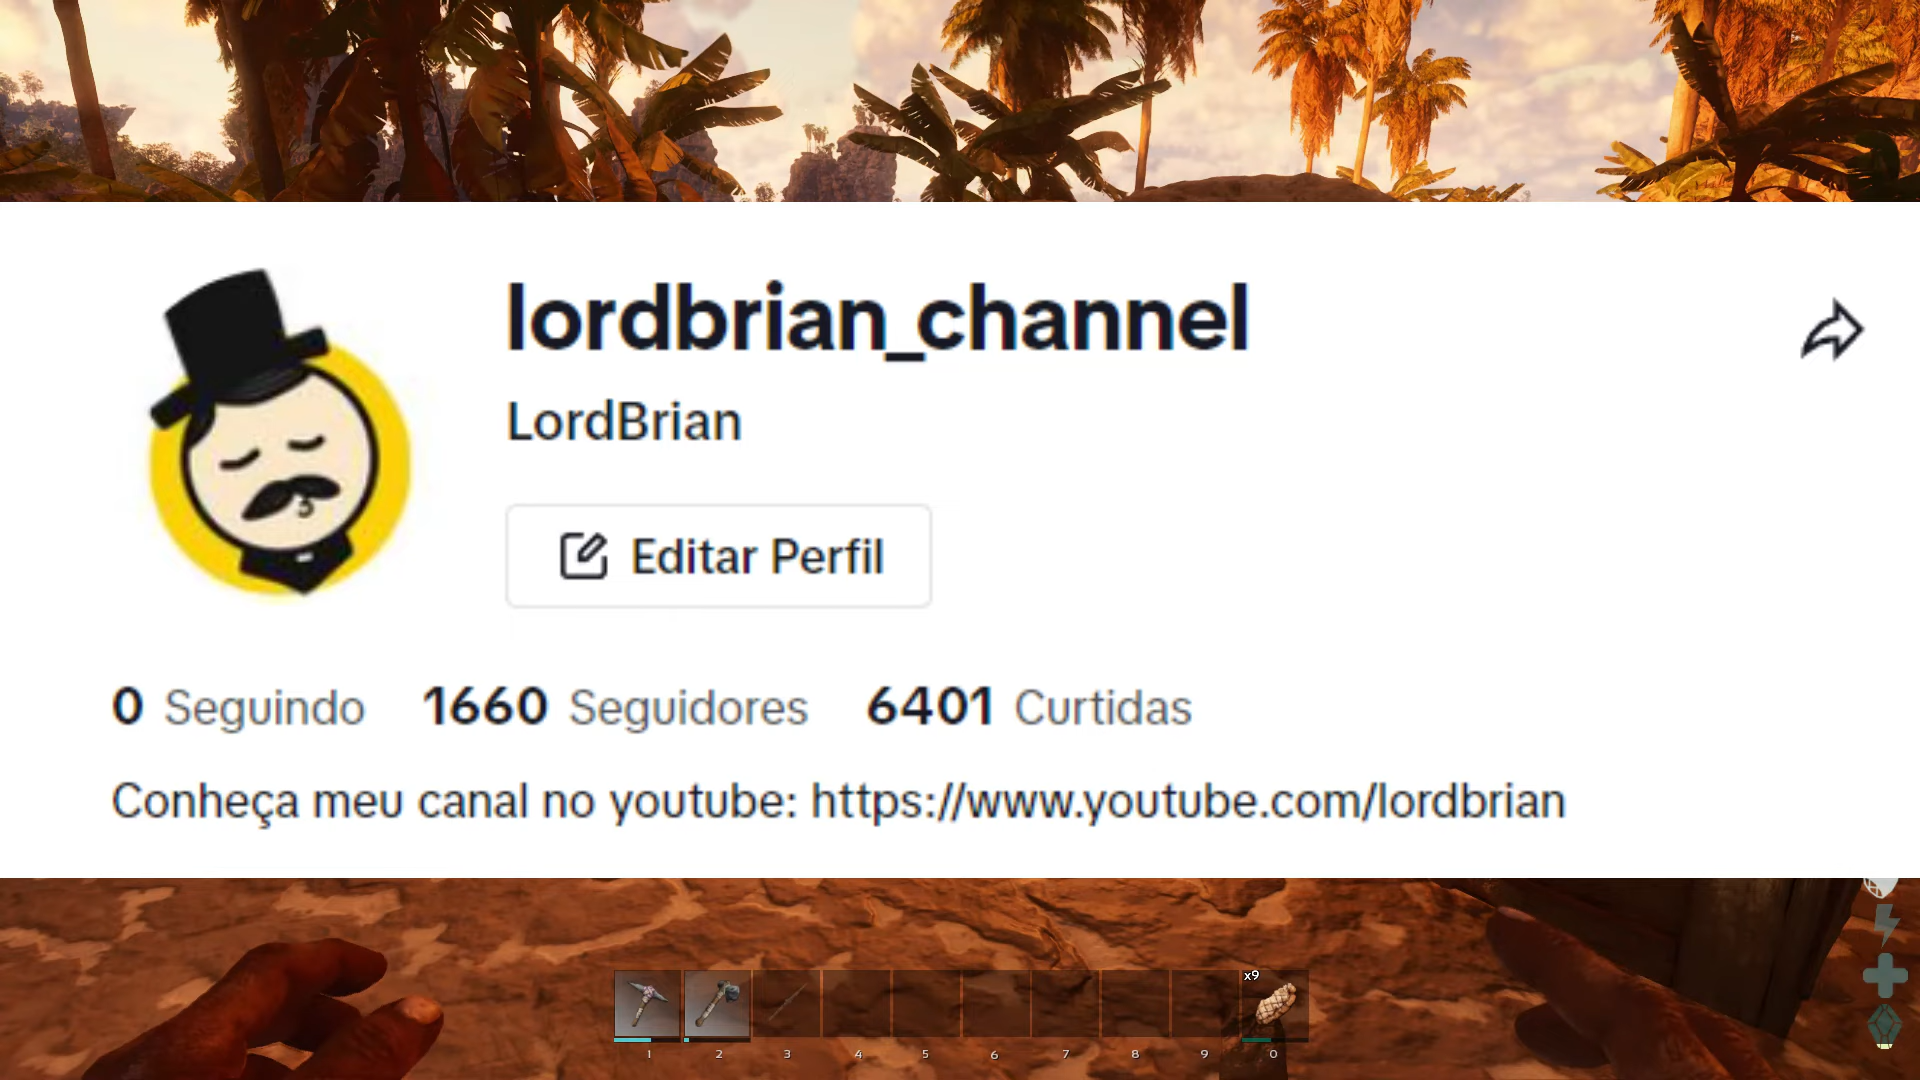 lordbrian_channel
LordBrian
Editar Perfil
0 Seguindo 1660 Seguidores 6401 Curtidas
Conheça meu canal no youtube: https://www.youtube.com/lordbrian
x9
1 2 3 4 5 6 7 8 9 0